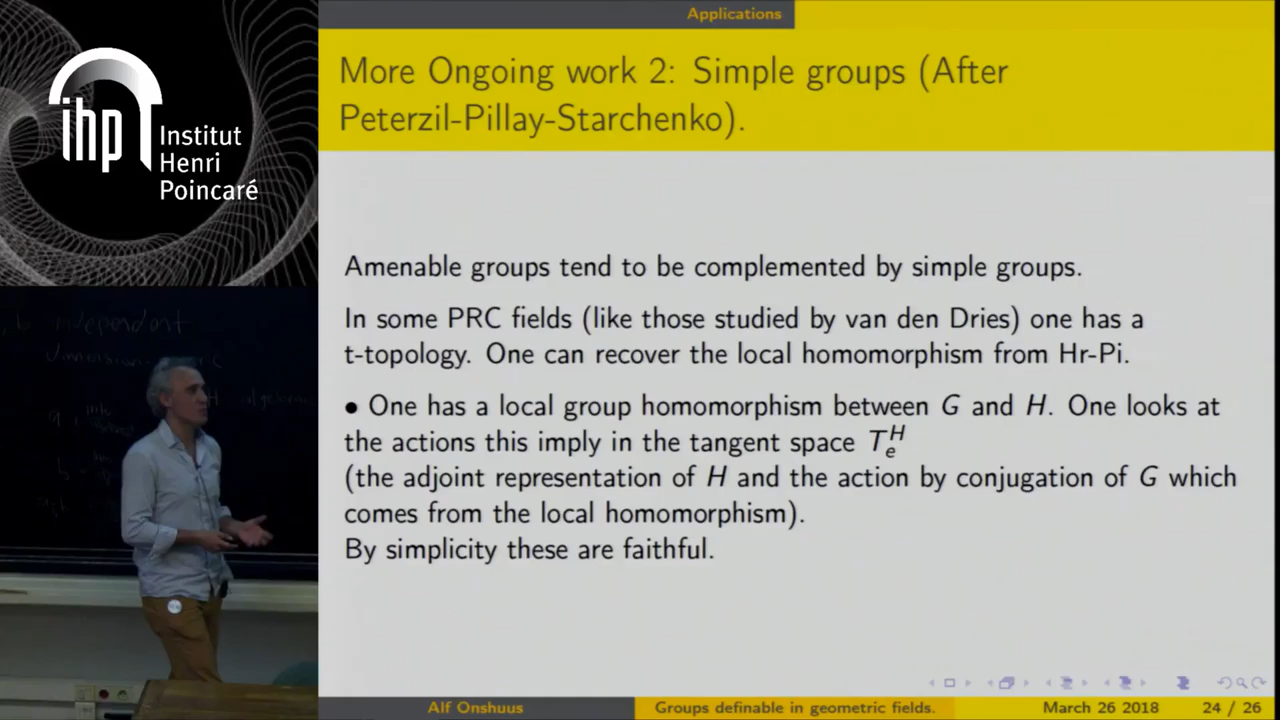 ihp
Institut
Henri
Poincaré
Applications
More Ongoing work 2: Simple groups (After
Peterzil-Pillay-Starchenko).
Amenable groups tend to be complemented by simple groups.
In some PRC fields (like those studied by van den Dries) one has a
t-topology. One can recover the local homomorphism from Hr-Pi.
• One has a local group homomorphism between G and H. One looks at
the actions this imply in the tangent space T_e^H
(the adjoint representation of H and the action by conjugation of G which
comes from the local homomorphism).
By simplicity these are faithful.
independent
Alf Onshuus
Groups definable in geometric fields.
March 26 2018
24 / 26